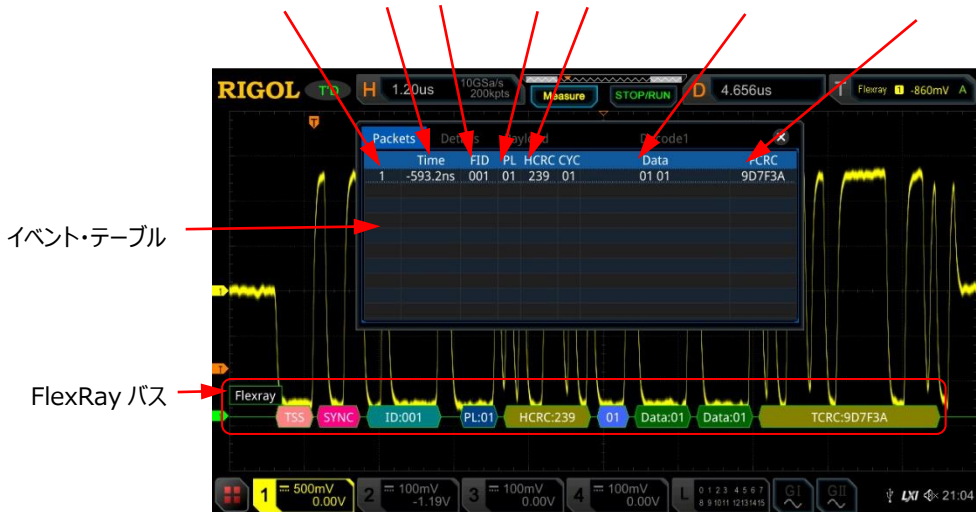 RIGOL T'D H 1.20us 10GSa/s 200kpts Measure STOP/RUN D 4.656us T Flexray 1 -860mV A
Packets Details Payload Decode1
Time FID PL HCRC CYC Data FCRC
1 -593.2ns 001 01 239 01 01 01 9D7F3A
イベント・テーブル
FlexRay バス
Flexray
TSS SYNC ID:001 PL:01 HCRC:239 01 Data:01 Data:01 TCRC:9D7F3A
1 500mV 0.00V 2 100mV -1.19V 3 100mV 0.00V 4 100mV 0.00V L 0 1 2 3 4 5 6 7 8 9 10 11 12 13 14 15 GI GII LXI 21:04